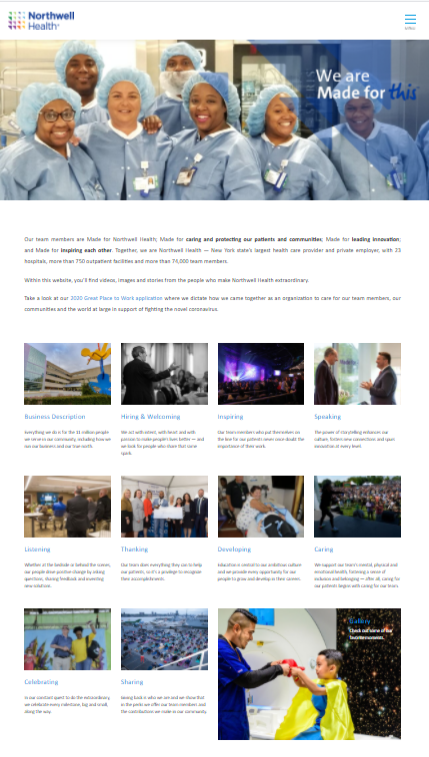 Northwell
Health
MENU
We are
Made for this
Our team members are Made for Northwell Health; Made for caring and protecting our patients and communities; Made for leading innovation;
and Made for inspiring each other. Together, we are Northwell Health — New York state's largest health care provider and private employer, with 23
hospitals, more than 750 outpatient facilities and more than 74,000 team members.
Within this website, you'll find videos, images and stories from the people who make Northwell Health extraordinary.
Take a look at our 2020 Great Place to Work application where we dictate how we came together as an organization to care for our team members, our
communities and the world at large in support of fighting the novel coronavirus.
Business Description
Everything we do is for the 11 million people
we serve in our community, including how we
run our business and our true north.
Hiring & Welcoming
We act with intent, with heart and with
passion to make people's lives better — and
we look for people who share that same
spark.
Inspiring
Our team members who put themselves on
the line for our patients never once doubt the
importance of their work.
Speaking
The power of storytelling enhances our
culture, fosters new connections and spurs
innovation at every level.
Listening
Whether at the bedside or behind the scenes,
our people drive positive change by asking
questions, sharing feedback and inventing
new solutions.
Thanking
Our team does everything they can to help
our patients, so it's a privilege to recognize
their accomplishments.
Developing
Education is central to our ambitious culture
and we provide every opportunity for our
people to grow and develop in their careers.
Caring
We support our team's mental, physical and
emotional health, fostering a sense of
inclusion and belonging — after all, caring for
our patients begins with caring for our team.
Celebrating
In our constant quest to do the extraordinary,
we celebrate every milestone, big and small,
along the way.
Sharing
Giving back is who we are and we show that
in the perks we offer our team members and
the contributions we make in our community.
Gallery
Check out some of our
favorite moments.